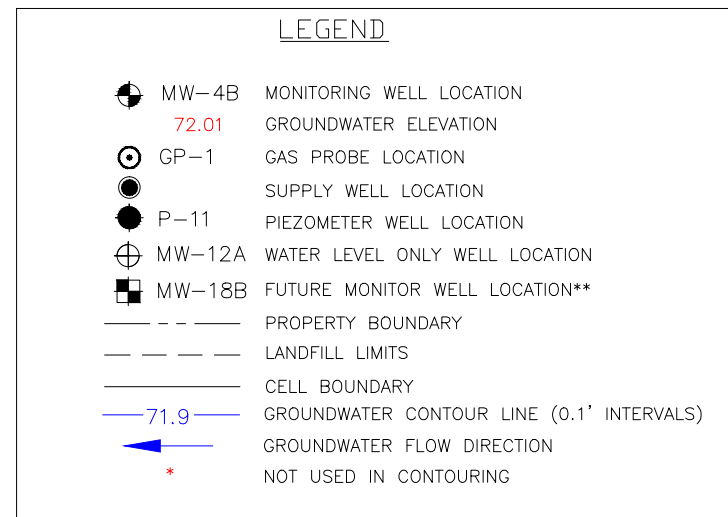 LEGEND
MW-4B MONITORING WELL LOCATION
72.01 GROUNDWATER ELEVATION
GP-1 GAS PROBE LOCATION
SUPPLY WELL LOCATION
P-11 PIEZOMETER WELL LOCATION
MW-12A WATER LEVEL ONLY WELL LOCATION
MW-18B FUTURE MONITOR WELL LOCATION**
PROPERTY BOUNDARY
LANDFILL LIMITS
CELL BOUNDARY
71.9 GROUNDWATER CONTOUR LINE (0.1' INTERVALS)
GROUNDWATER FLOW DIRECTION
* NOT USED IN CONTOURING